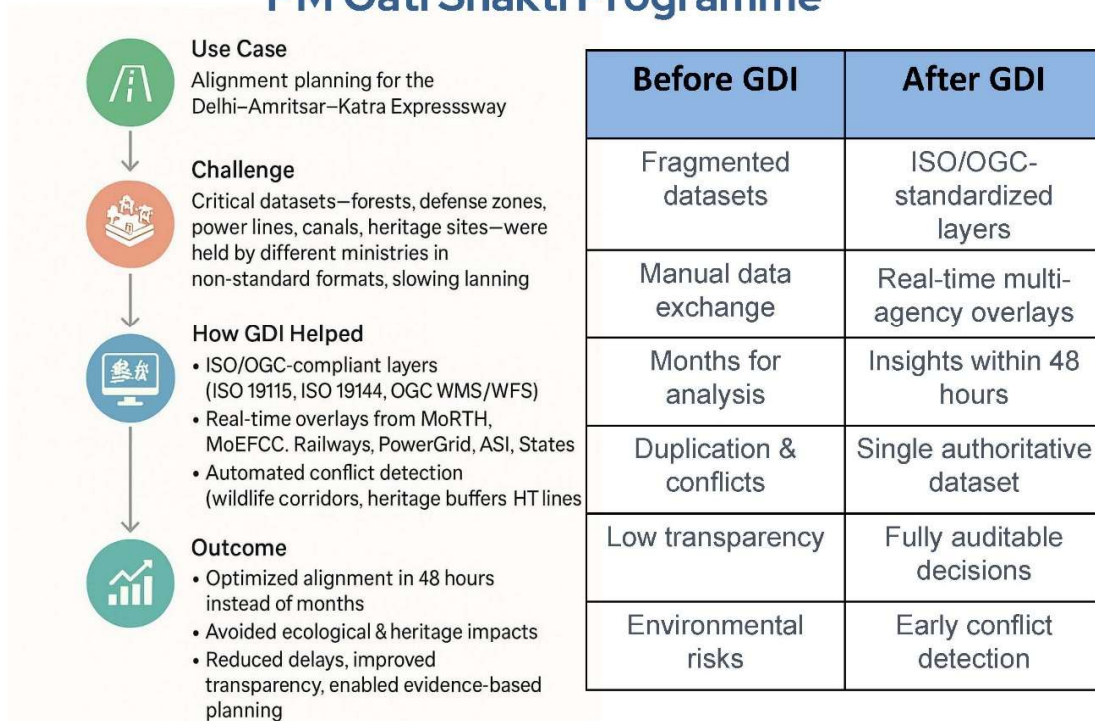 PM Gati Shakti Programme
Use Case
Alignment planning for the
Delhi–Amritsar–Katra Expresssway
Challenge
Critical datasets—forests, defense zones,
power lines, canals, heritage sites—were
held by different ministries in
non-standard formats, slowing lanning
How GDI Helped
• ISO/OGC-compliant layers
(ISO 19115, ISO 19144, OGC WMS/WFS)
• Real-time overlays from MoRTH,
MoEFCC. Railways, PowerGrid, ASI, States
• Automated conflict detection
(wildlife corridors, heritage buffers HT lines
Outcome
• Optimized alignment in 48 hours
instead of months
• Avoided ecological & heritage impacts
• Reduced delays, improved
transparency, enabled evidence-based
planning
Before GDI
After GDI
Fragmented
datasets
ISO/OGC-
standardized
layers
Manual data
exchange
Real-time multi-
agency overlays
Months for
analysis
Insights within 48
hours
Duplication &
conflicts
Single authoritative
dataset
Low transparency
Fully auditable
decisions
Environmental
risks
Early conflict
detection